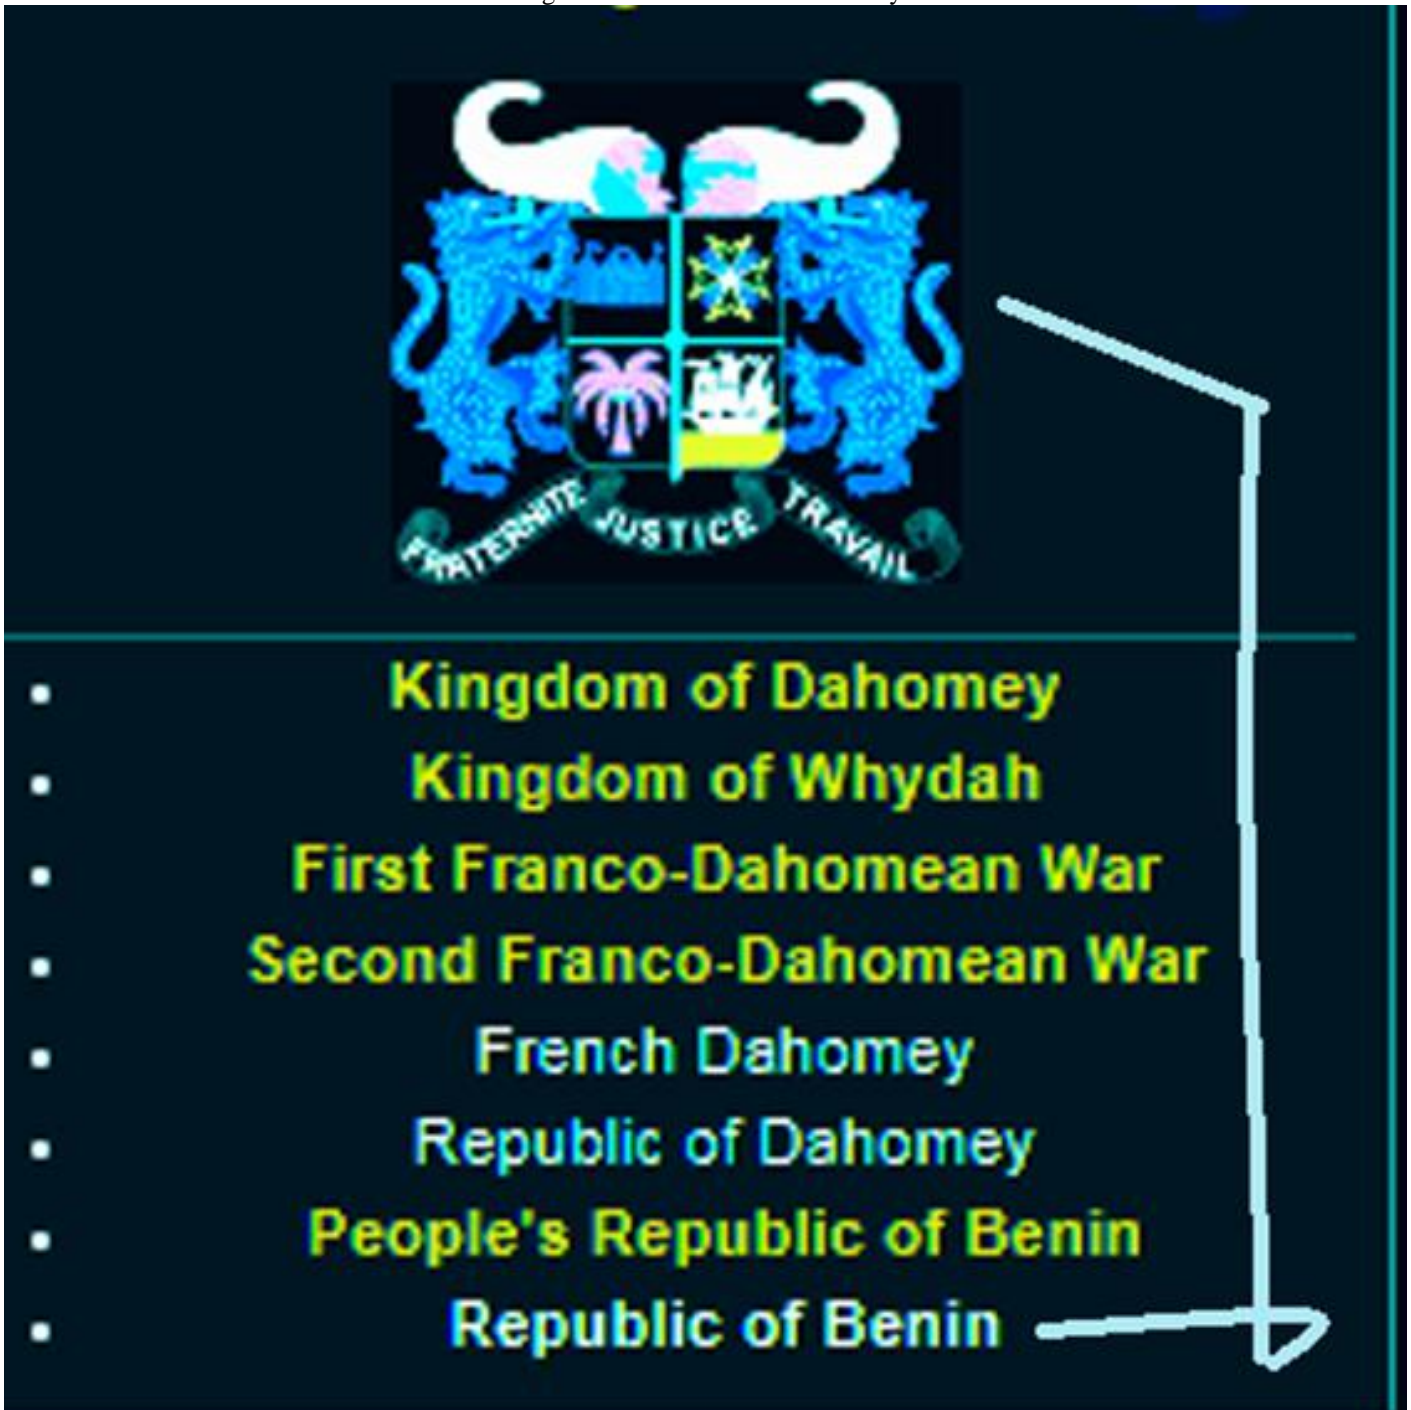 FRATERNITE JUSTICE TRAVAIL
Kingdom of Dahomey
Kingdom of Whydah
First Franco-Dahomean War
Second Franco-Dahomean War
French Dahomey
Republic of Dahomey
People's Republic of Benin
Republic of Benin